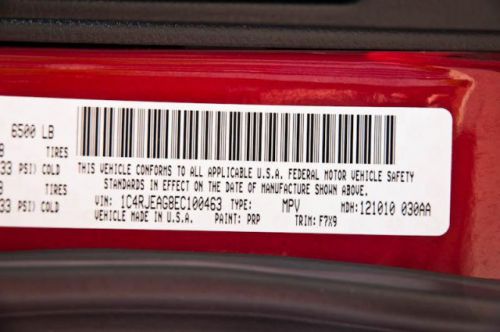 6500 LB
B TIRES
33 PSI) COLD
B TIRES
33 PSI) COLD
THIS VEHICLE CONFORMS TO ALL APPLICABLE U.S.A. FEDERAL MOTOR VEHICLE SAFETY
STANDARDS IN EFFECT ON THE DATE OF MANUFACTURE SHOWN ABOVE.
VIN: 1C4RJEAG8EC100463 TYPE: MPV MDH: 121010 030AA
VEHICLE MADE IN U.S.A. PAINT: PRP TRIM: F7X9